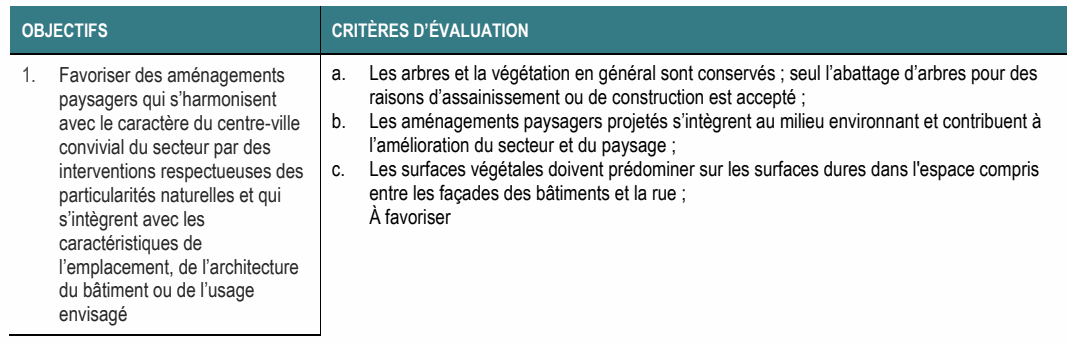 OBJECTIFS
CRITÈRES D'ÉVALUATION
1. Favoriser des aménagements
paysagers qui s'harmonisent
avec le caractère du centre-ville
convivial du secteur par des
interventions respectueuses des
particularités naturelles et qui
s'intègrent avec les
caractéristiques de
l'emplacement, de l'architecture
du bâtiment ou de l'usage
envisagé
a. Les arbres et la végétation en général sont conservés ; seul l'abattage d'arbres pour des
raisons d'assainissement ou de construction est accepté ;
b. Les aménagements paysagers projetés s'intègrent au milieu environnant et contribuent à
l'amélioration du secteur et du paysage ;
c. Les surfaces végétales doivent prédominer sur les surfaces dures dans l'espace compris
entre les façades des bâtiments et la rue ;
À favoriser